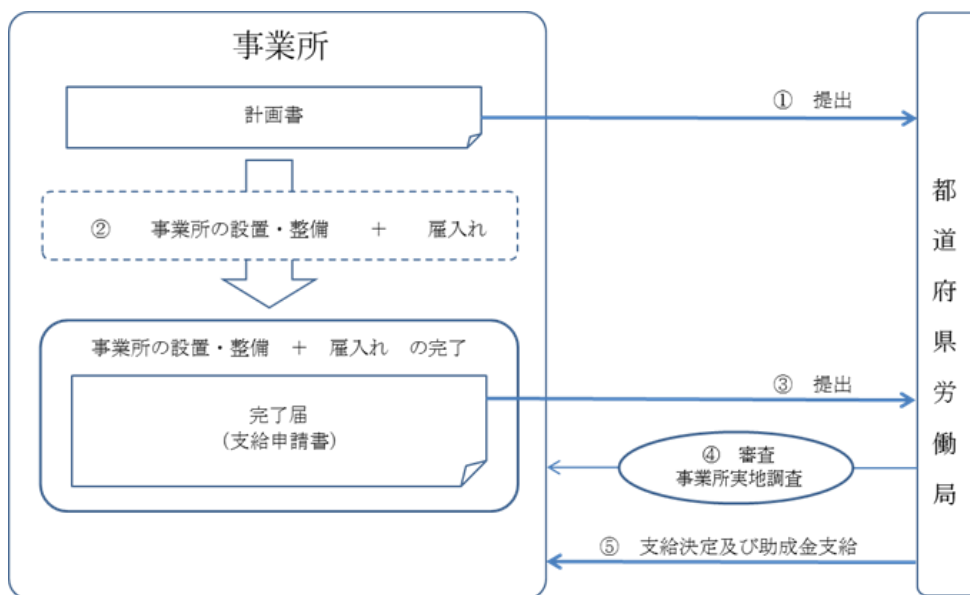 事業所
計画書
① 提出
② 事業所の設置・整備 + 雇入れ
事業所の設置・整備 + 雇入れ の完了
完了届
(支給申請書)
③ 提出
④ 審査
事業所実地調査
⑤ 支給決定及び助成金支給
都道府県労働局